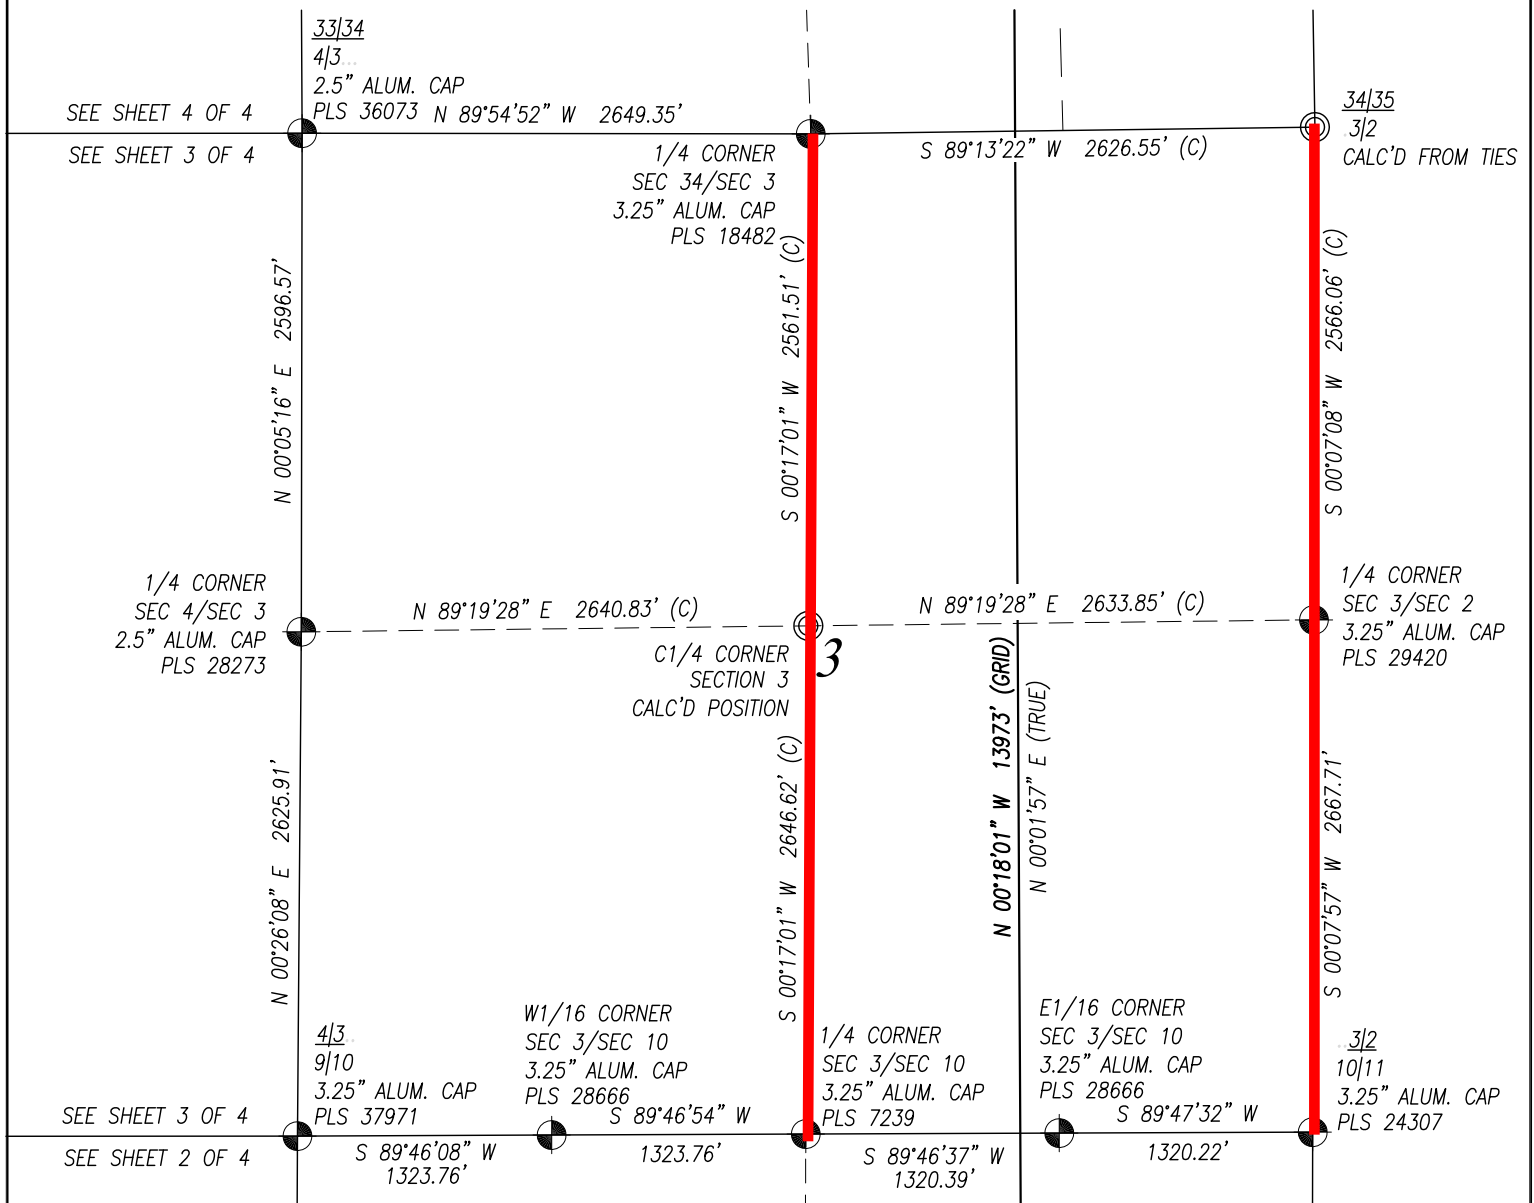 33|34
4|3
2.5” ALUM. CAP
PLS 36073
N 89°54’52” W 2649.35’
SEE SHEET 4 OF 4
SEE SHEET 3 OF 4
34|35
3|2
CALC’D FROM TIES
S 89°13’22” W 2626.55’ (C)
1/4 CORNER
SEC 34/SEC 3
3.25” ALUM. CAP
PLS 18482
N 00°05’16” E 2596.57’
S 00°17’01” W 2561.51’ (C)
S 00°07’08” W 2566.06’ (C)
1/4 CORNER
SEC 4/SEC 3
2.5” ALUM. CAP
PLS 28273
N 89°19’28” E 2640.83’ (C)
N 89°19’28” E 2633.85’ (C)
1/4 CORNER
SEC 3/SEC 2
3.25” ALUM. CAP
PLS 29420
C1/4 CORNER
SECTION 3
CALC’D POSITION
3
N 00°18’01” W 13973’ (GRID)
N 00°01’57” E (TRUE)
N 00°26’08” E 2625.91’
S 00°17’01” W 2646.62’ (C)
S 00°07’57” W 2667.71’
4|3
9|10
3.25” ALUM. CAP
PLS 37971
W1/16 CORNER
SEC 3/SEC 10
3.25” ALUM. CAP
PLS 28666
1/4 CORNER
SEC 3/SEC 10
3.25” ALUM. CAP
PLS 7239
E1/16 CORNER
SEC 3/SEC 10
3.25” ALUM. CAP
PLS 28666
3|2
10|11
3.25” ALUM. CAP
PLS 24307
SEE SHEET 3 OF 4
SEE SHEET 2 OF 4
S 89°46’08” W
1323.76’
S 89°46’54” W
1323.76’
S 89°46’37” W
1320.39’
S 89°47’32” W
1320.22’